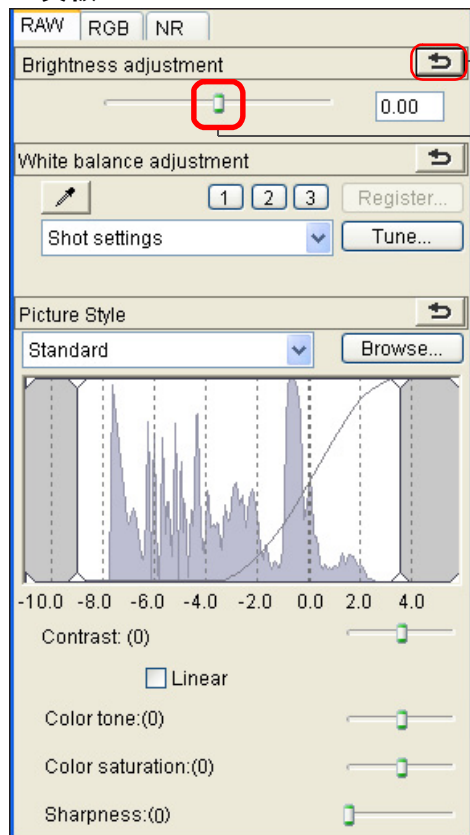 RAW RGB NR
Brightness adjustment
0.00
White balance adjustment
1 2 3 Register...
Shot settings Tune...
Picture Style
Standard Browse...
-10.0 -8.0 -6.0 -4.0 -2.0 0.0 2.0 4.0
Contrast: (0)
Linear
Color tone:(0)
Color saturation:(0)
Sharpness:(0)